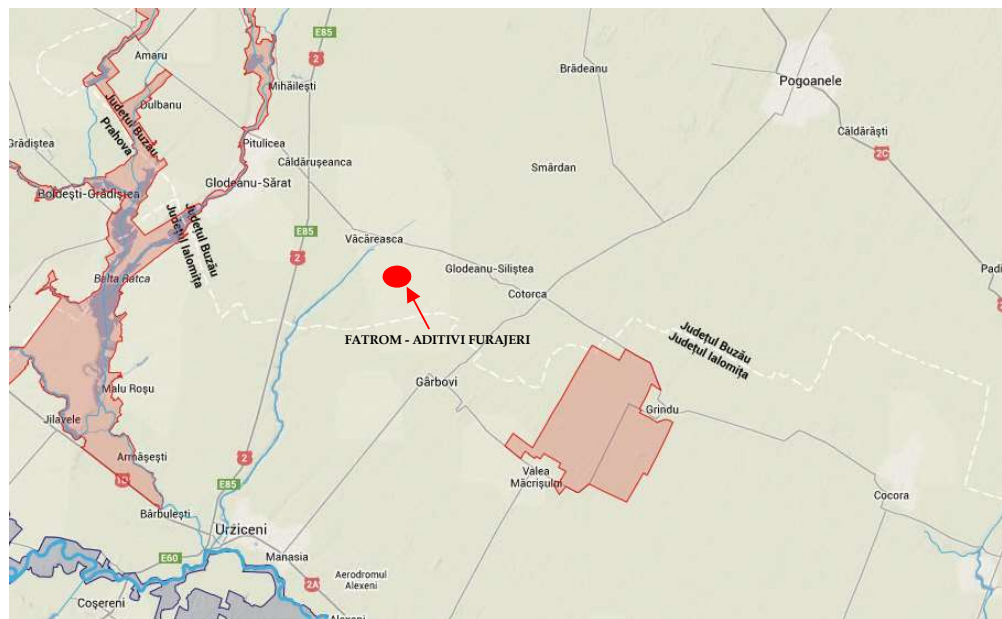 E85
2
Amaru
Mihăilești
Brădeanu
Pogoanele
Dulbanu
Județul Buzău
Prahova
Grădiștea
Pitulicea
Căldărăști
2C
Căldărușeanca
Smârdan
Glodeanu-Sărat
Boldești-Grădiștea
Județul Buzău
Județul Ialomița
E85
Văcăreasca
2
Balta Ratca
Glodeanu-Siliștea
Padi
Cotorca
FATROM - ADITIVI FURAJERI
Județul Buzău
Județul Ialomița
Malu Roșu
Gârbovi
Grindu
Jilavele
Armășești
2
Valea
Măcrișului
E85
Cocora
Bărbulești
Urziceni
E60
Manasia
Aerodromul
Alexeni
2A
Coșereni
Alexeni